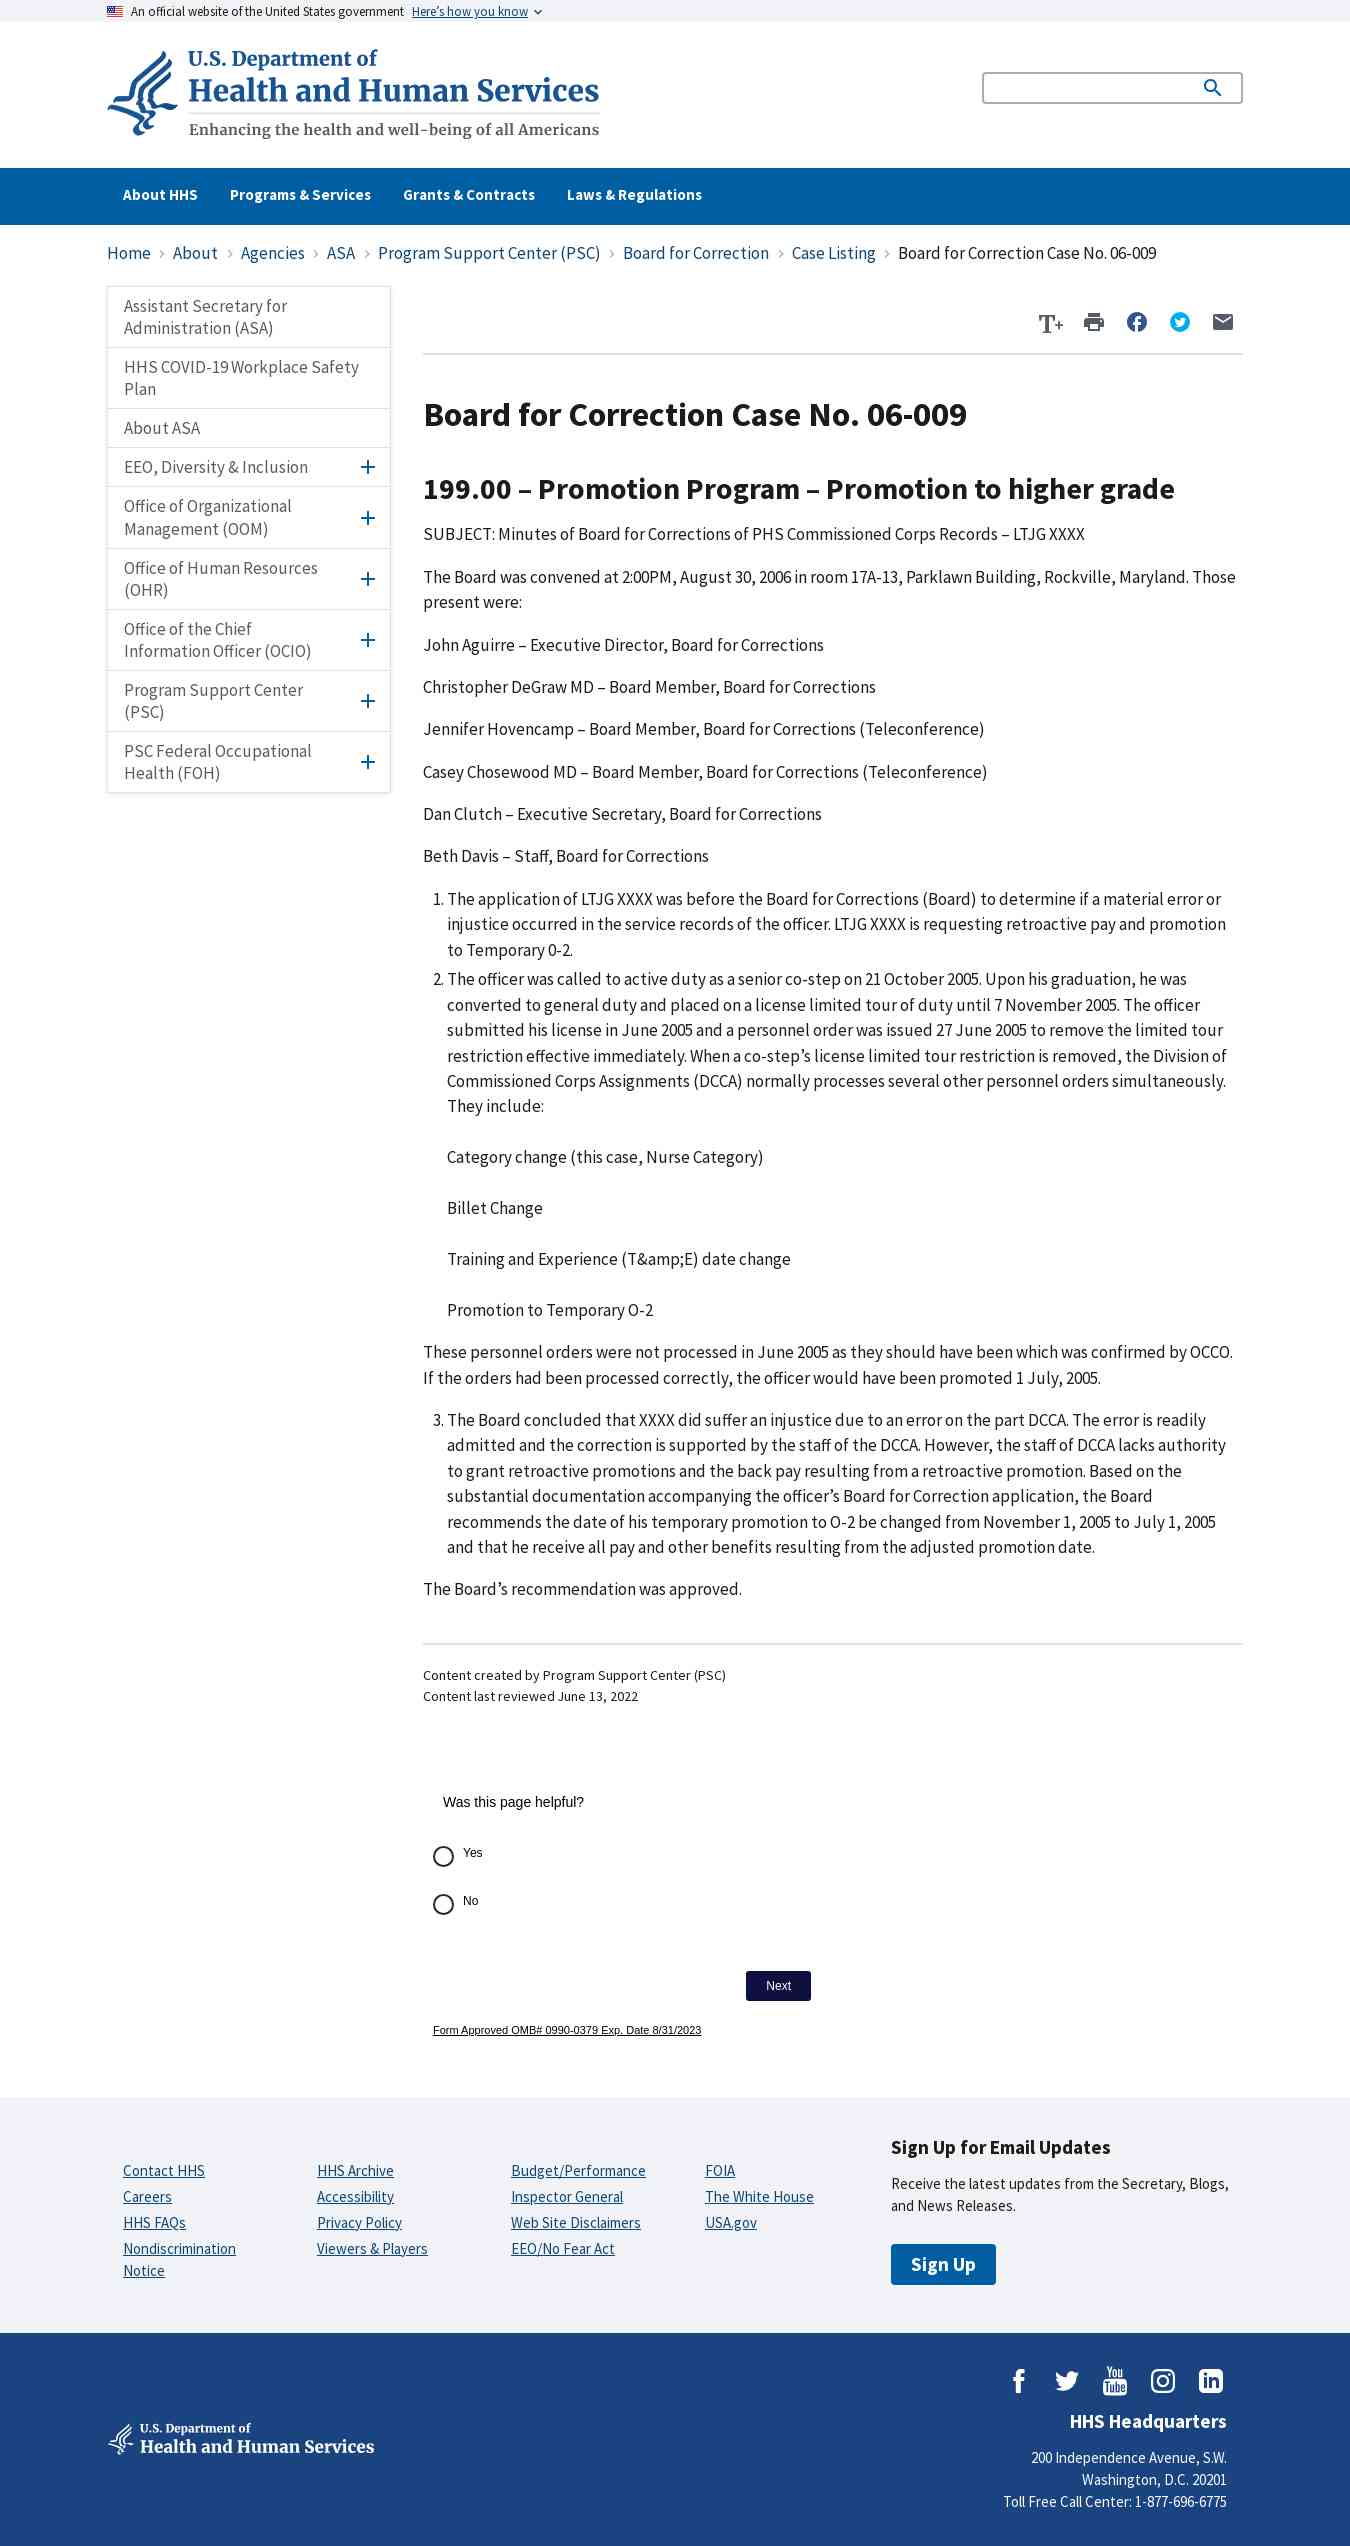 An official website of the United States government Here’s how you know
U.S. Department of
Health and Human Services
Enhancing the health and well-being of all Americans
About HHS Programs & Services Grants & Contracts Laws & Regulations
Home About Agencies ASA Program Support Center (PSC) Board for Correction Case Listing Board for Correction Case No. 06-009
Assistant Secretary for
Administration (ASA)
HHS COVID-19 Workplace Safety
Plan
About ASA
EEO, Diversity & Inclusion
Office of Organizational
Management (OOM)
Office of Human Resources
(OHR)
Office of the Chief
Information Officer (OCIO)
Program Support Center
(PSC)
PSC Federal Occupational
Health (FOH)
T+
Board for Correction Case No. 06-009
199.00 – Promotion Program – Promotion to higher grade
SUBJECT: Minutes of Board for Corrections of PHS Commissioned Corps Records – LTJG XXXX
The Board was convened at 2:00PM, August 30, 2006 in room 17A-13, Parklawn Building, Rockville, Maryland. Those
present were:
John Aguirre – Executive Director, Board for Corrections
Christopher DeGraw MD – Board Member, Board for Corrections
Jennifer Hovencamp – Board Member, Board for Corrections (Teleconference)
Casey Chosewood MD – Board Member, Board for Corrections (Teleconference)
Dan Clutch – Executive Secretary, Board for Corrections
Beth Davis – Staff, Board for Corrections
1. The application of LTJG XXXX was before the Board for Corrections (Board) to determine if a material error or
injustice occurred in the service records of the officer. LTJG XXXX is requesting retroactive pay and promotion
to Temporary 0-2.
2. The officer was called to active duty as a senior co-step on 21 October 2005. Upon his graduation, he was
converted to general duty and placed on a license limited tour of duty until 7 November 2005. The officer
submitted his license in June 2005 and a personnel order was issued 27 June 2005 to remove the limited tour
restriction effective immediately. When a co-step’s license limited tour restriction is removed, the Division of
Commissioned Corps Assignments (DCCA) normally processes several other personnel orders simultaneously.
They include:
Category change (this case, Nurse Category)
Billet Change
Training and Experience (T&amp;E) date change
Promotion to Temporary O-2
These personnel orders were not processed in June 2005 as they should have been which was confirmed by OCCO.
If the orders had been processed correctly, the officer would have been promoted 1 July, 2005.
3. The Board concluded that XXXX did suffer an injustice due to an error on the part DCCA. The error is readily
admitted and the correction is supported by the staff of the DCCA. However, the staff of DCCA lacks authority
to grant retroactive promotions and the back pay resulting from a retroactive promotion. Based on the
substantial documentation accompanying the officer’s Board for Correction application, the Board
recommends the date of his temporary promotion to O-2 be changed from November 1, 2005 to July 1, 2005
and that he receive all pay and other benefits resulting from the adjusted promotion date.
The Board’s recommendation was approved.
Content created by Program Support Center (PSC)
Content last reviewed June 13, 2022
Was this page helpful?
Yes
No
Next
Form Approved OMB# 0990-0379 Exp. Date 8/31/2023
Contact HHS
Careers
HHS FAQs
Nondiscrimination
Notice
HHS Archive
Accessibility
Privacy Policy
Viewers & Players
Budget/Performance
Inspector General
Web Site Disclaimers
EEO/No Fear Act
FOIA
The White House
USA.gov
Sign Up for Email Updates
Receive the latest updates from the Secretary, Blogs,
and News Releases.
Sign Up
You
Tube
U.S. Department of
Health and Human Services
HHS Headquarters
200 Independence Avenue, S.W.
Washington, D.C. 20201
Toll Free Call Center: 1-877-696-6775